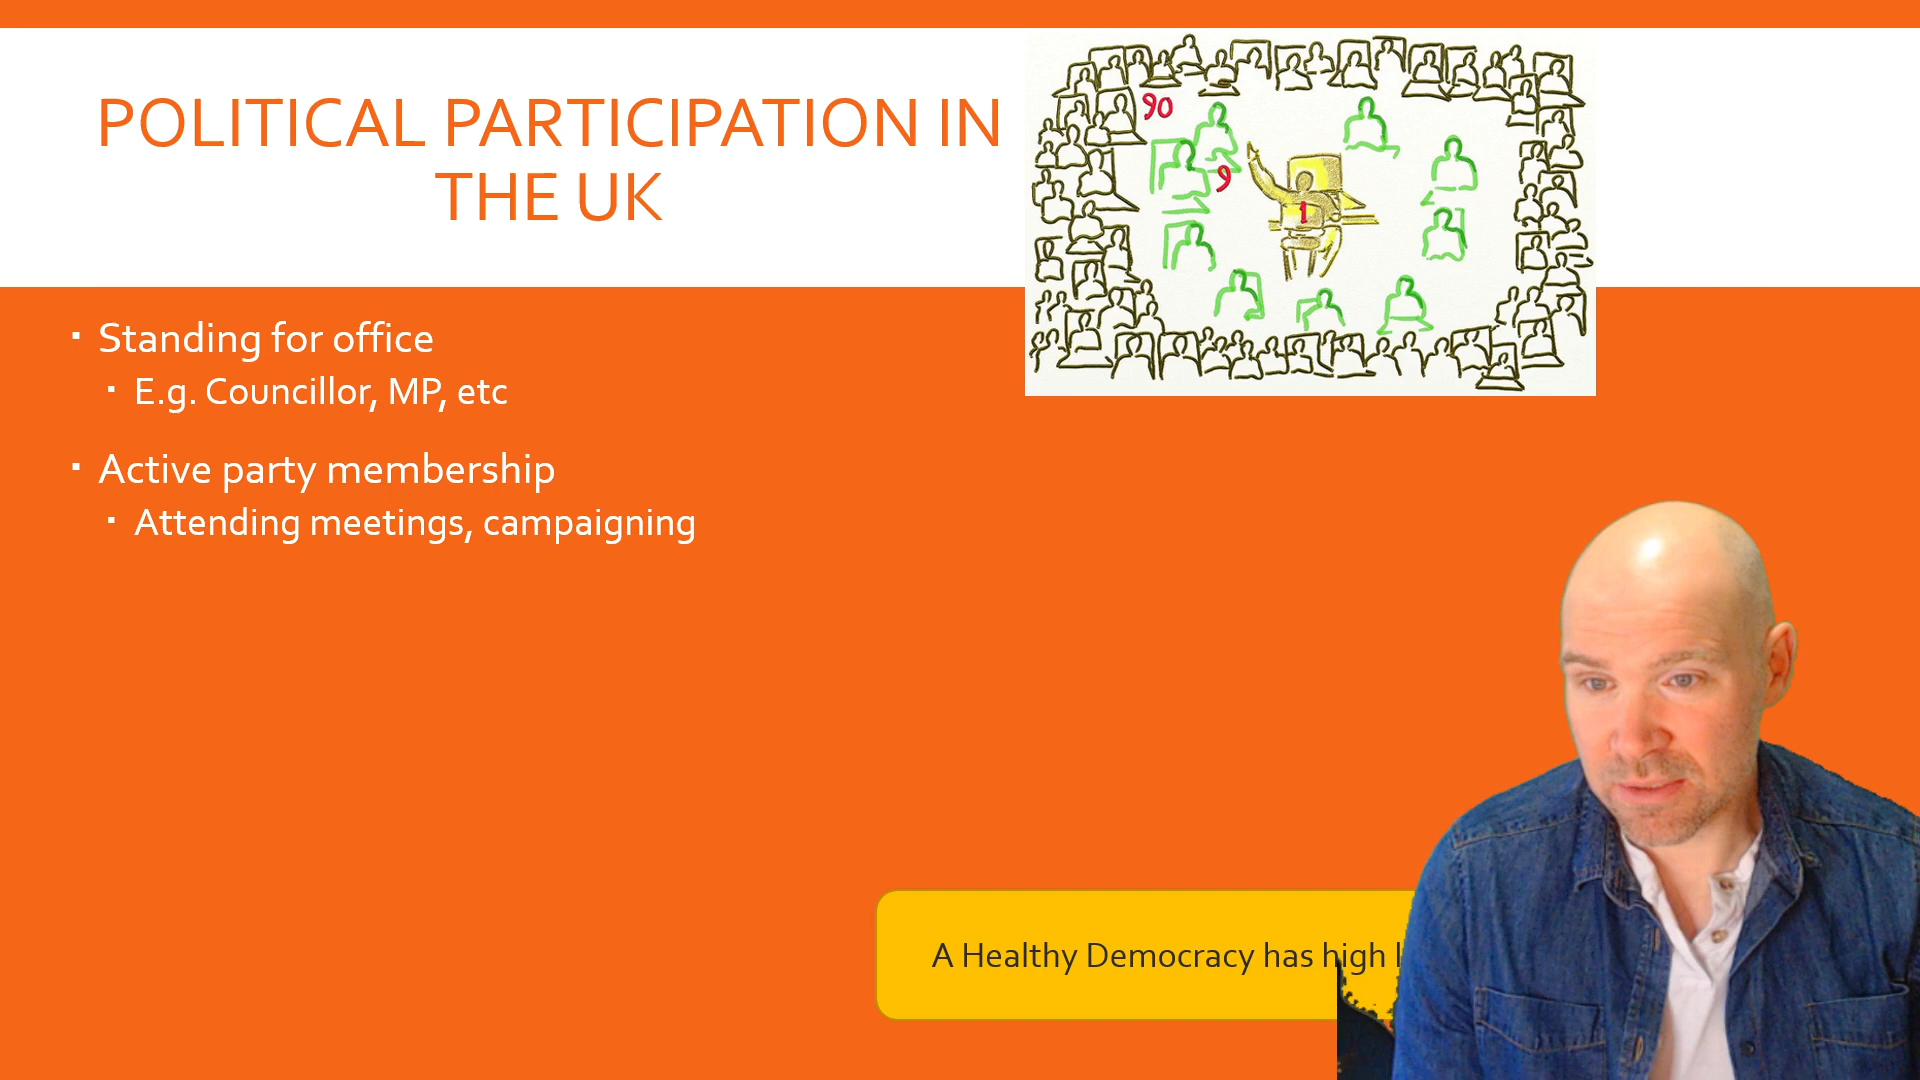 POLITICAL PARTICIPATION IN
THE UK
90
9
1
▪ Standing for office
▪ E.g. Councillor, MP, etc
▪ Active party membership
▪ Attending meetings, campaigning
A Healthy Democracy has high